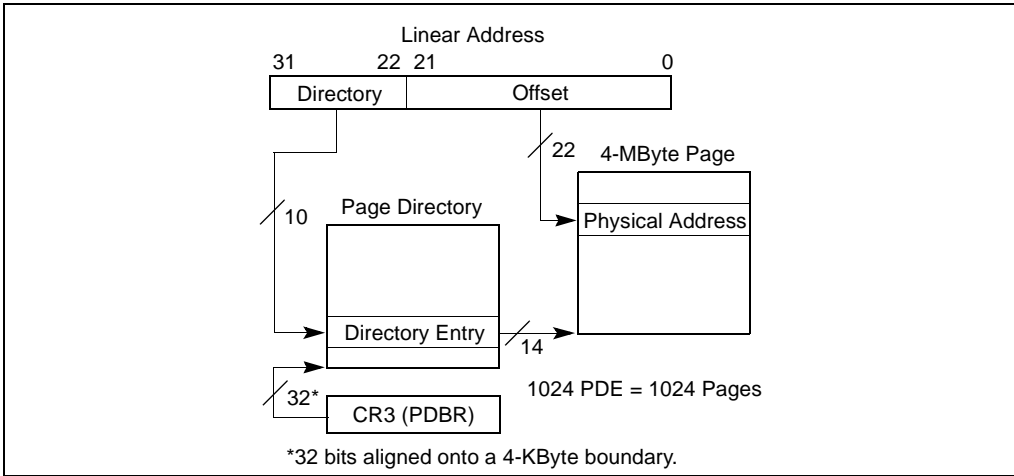 Linear Address
31 22 21 0
Directory Offset
22
4-MByte Page
10
Page Directory
Physical Address
Directory Entry
14
1024 PDE = 1024 Pages
32*
CR3 (PDBR)
*32 bits aligned onto a 4-KByte boundary.